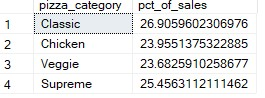 pizza_category pct_of_sales
1 Classic 26.9059602306976
2 Chicken 23.9551375322885
3 Veggie 23.6825910258677
4 Supreme 25.4563112111462